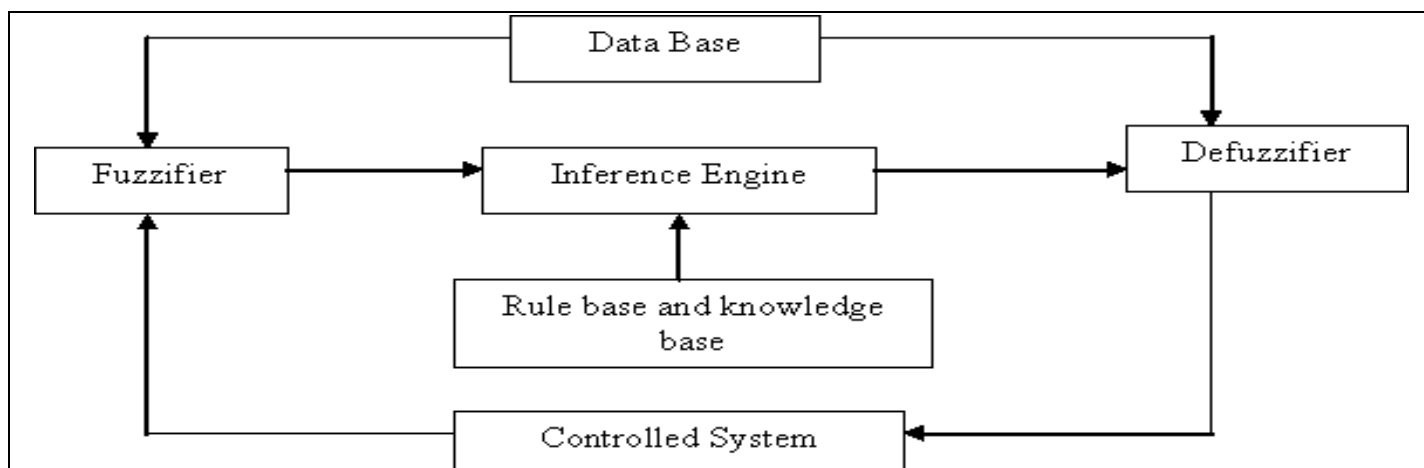 Data Base
Fuzzifier
Inference Engine
Defuzzifier
Rule base and knowledge
base
Controlled System